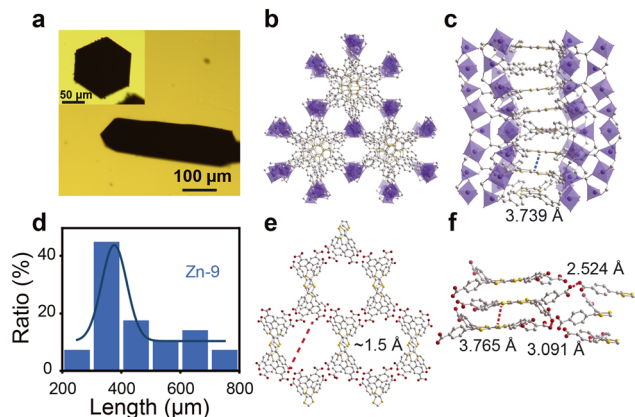 a
50 µm
100 µm
b
c
3.739 Å
d
Ratio (%)
40
20
0
Zn-9
200 400 600 800
Length (µm)
e
~1.5 Å
f
2.524 Å
3.765 Å
3.091 Å